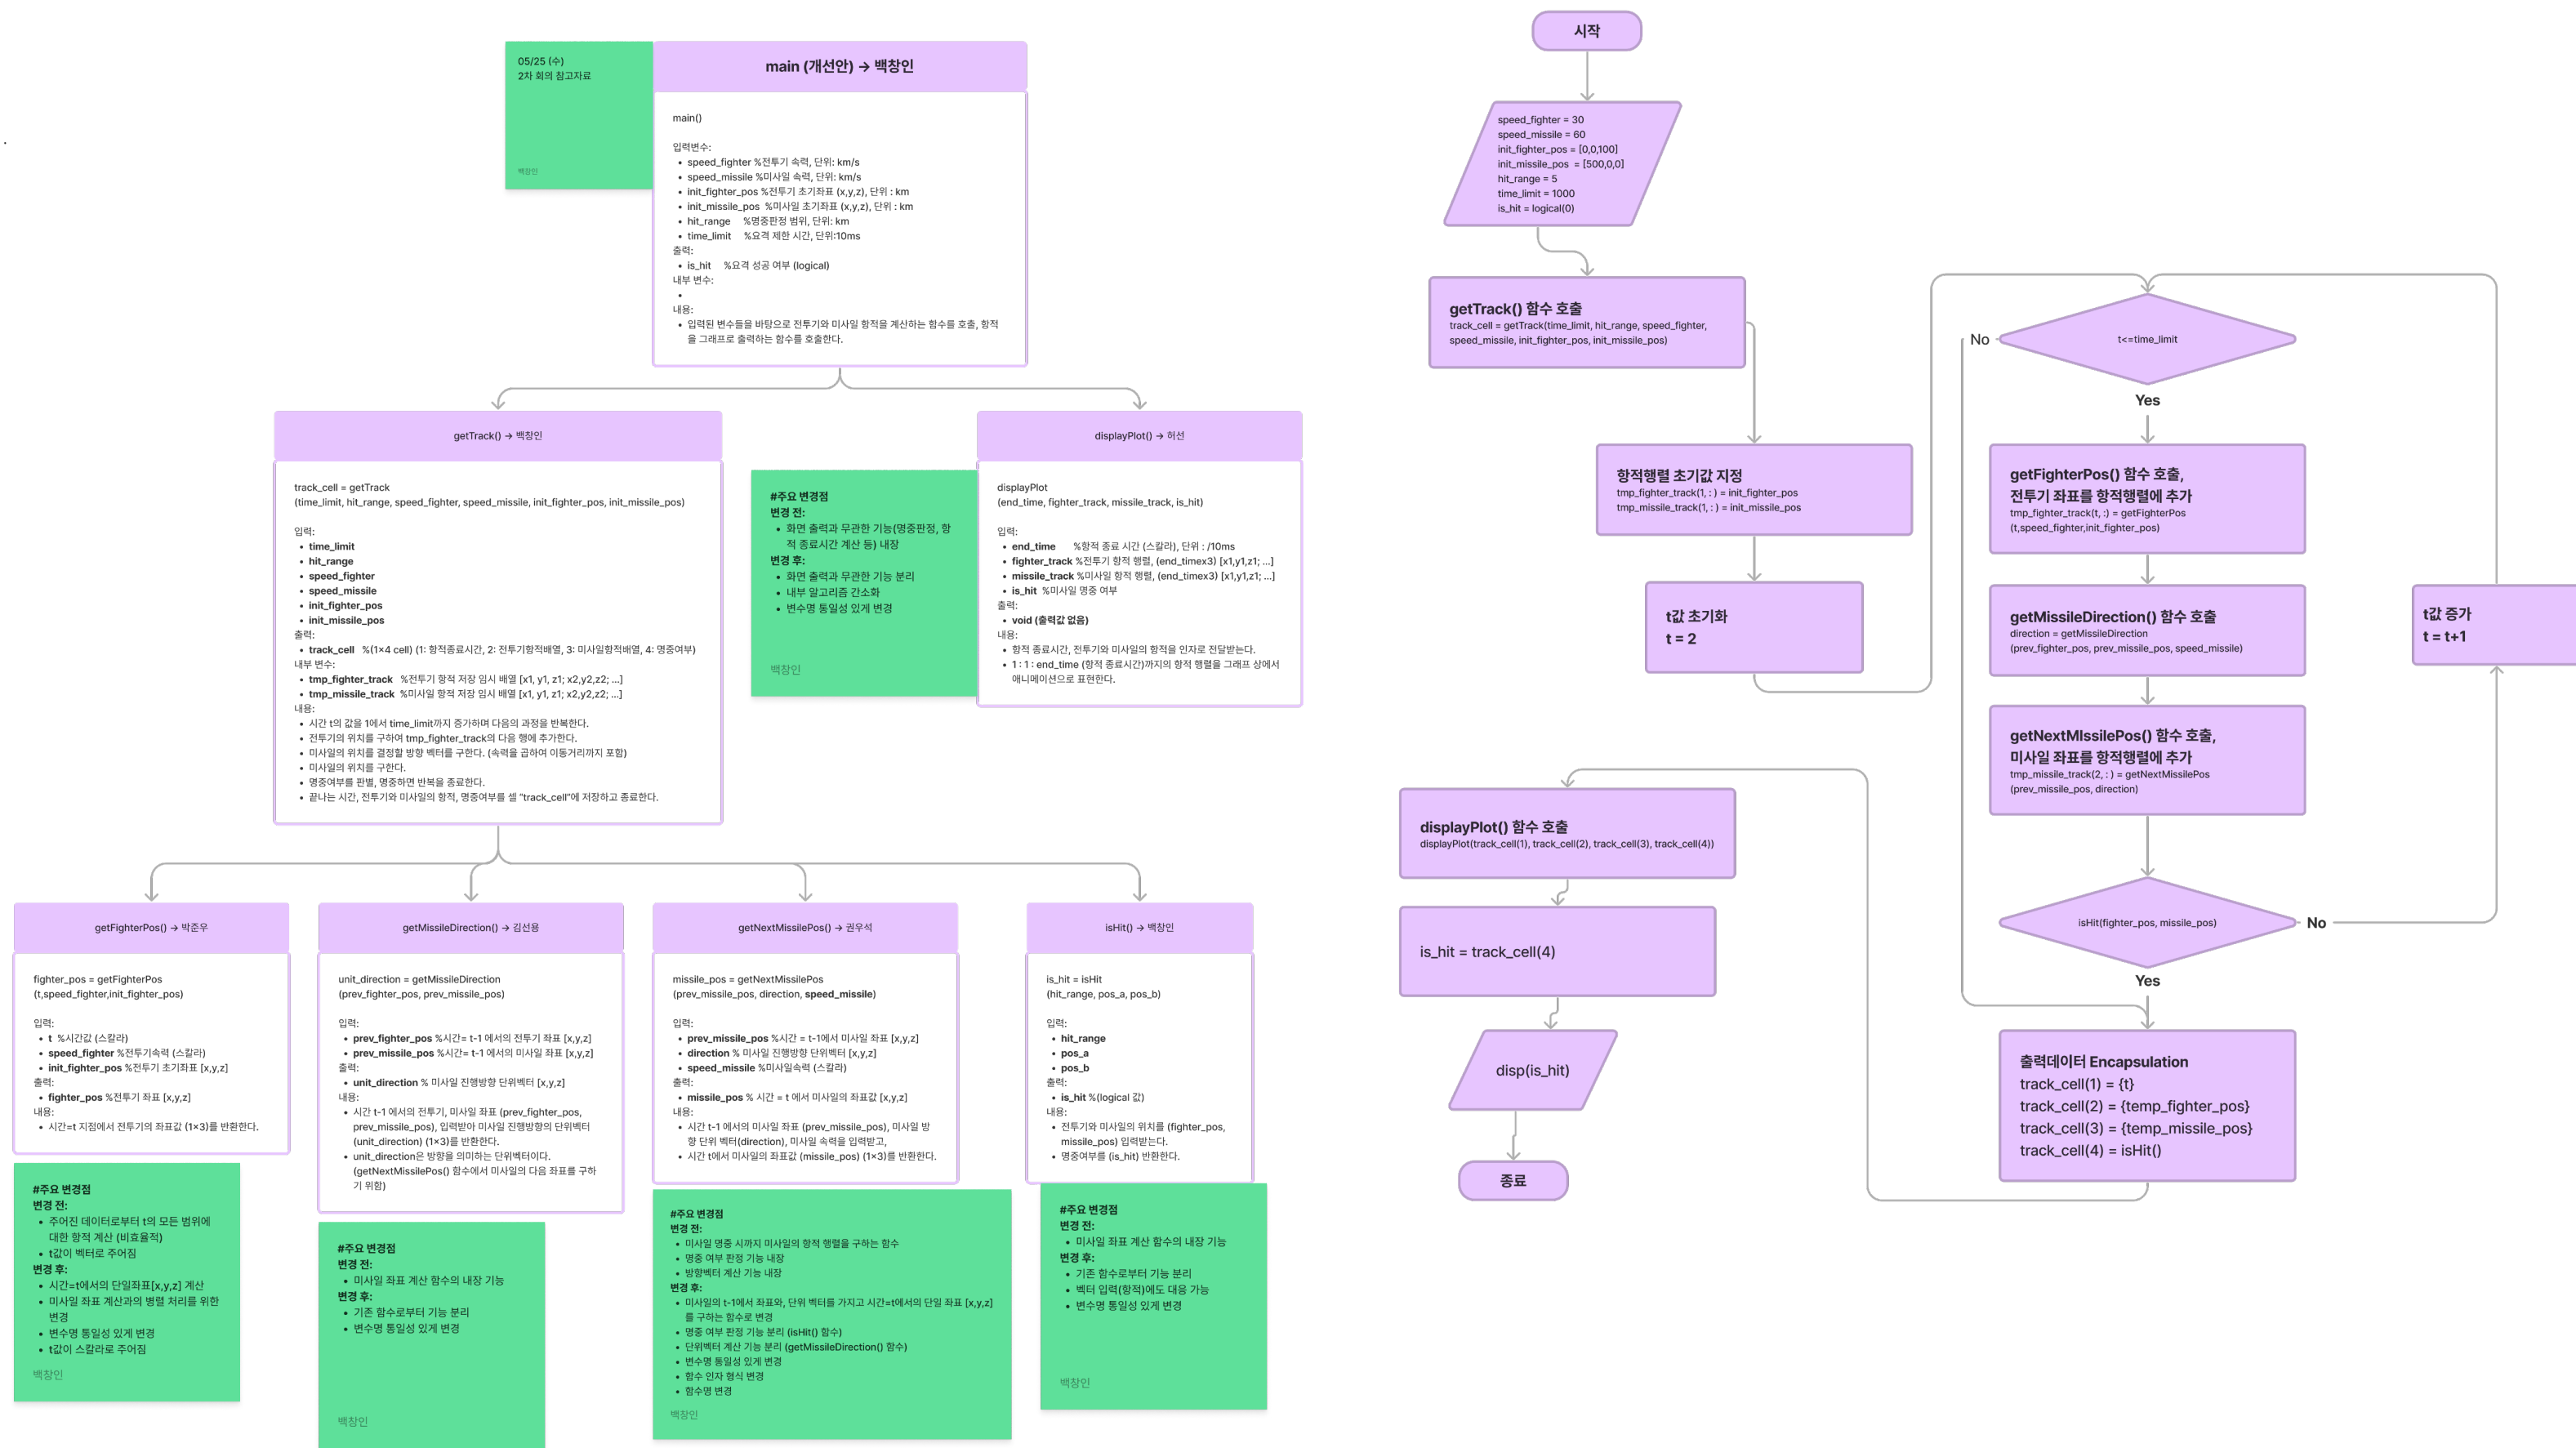 05/25 (수)
2차 회의 참고자료
백창인
main (개선안) → 백창인
main()
입력변수:
• speed_fighter %전투기 속력, 단위: km/s
• speed_missile %미사일 속력, 단위: km/s
• init_fighter_pos %전투기 초기좌표 (x,y,z), 단위 : km
• init_missile_pos %미사일 초기좌표 (x,y,z), 단위 : km
• hit_range %명중판정 범위, 단위: km
• time_limit %요격 제한 시간, 단위:10ms
출력:
• is_hit %요격 성공 여부 (logical)
내부 변수:
•
내용:
• 입력된 변수들을 바탕으로 전투기와 미사일 항적을 계산하는 함수를 호출, 항적
을 그래프로 출력하는 함수를 호출한다.
getTrack() → 백창인
track_cell = getTrack
(time_limit, hit_range, speed_fighter, speed_missile, init_fighter_pos, init_missile_pos)
입력:
• time_limit
• hit_range
• speed_fighter
• speed_missile
• init_fighter_pos
• init_missile_pos
출력:
• track_cell %(1×4 cell) (1: 항적종료시간, 2: 전투기항적배열, 3: 미사일항적배열, 4: 명중여부)
내부 변수:
• tmp_fighter_track %전투기 항적 저장 임시 배열 [x1, y1, z1; x2,y2,z2; ...]
• tmp_missile_track %미사일 항적 저장 임시 배열 [x1, y1, z1; x2,y2,z2; ...]
내용:
• 시간 t의 값을 1에서 time_limit까지 증가하며 다음의 과정을 반복한다.
• 전투기의 위치를 구하여 tmp_fighter_track의 다음 행에 추가한다.
• 미사일의 위치를 결정할 방향 벡터를 구한다. (속력을 곱하여 이동거리까지 포함)
• 미사일의 위치를 구한다.
• 명중여부를 판별, 명중하면 반복을 종료한다.
• 끝나는 시간, 전투기와 미사일의 항적, 명중여부를 셀 "track_cell"에 저장하고 종료한다.
#주요 변경점
변경 전:
• 화면 출력과 무관한 기능(명중판정, 항
적 종료시간 계산 등) 내장
변경 후:
• 화면 출력과 무관한 기능 분리
• 내부 알고리즘 간소화
• 변수명 통일성 있게 변경
백창인
displayPlot() → 허선
displayPlot
(end_time, fighter_track, missile_track, is_hit)
입력:
• end_time %항적 종료 시간 (스칼라), 단위 : /10ms
• fighter_track %전투기 항적 행렬, (end_timex3) [x1,y1,z1; ...]
• missile_track %미사일 항적 행렬, (end_timex3) [x1,y1,z1; ...]
• is_hit %미사일 명중 여부
출력:
• void (출력값 없음)
내용:
• 항적 종료시간, 전투기와 미사일의 항적을 인자로 전달받는다.
• 1 : 1 : end_time (항적 종료시간)까지의 항적 행렬을 그래프 상에서
애니메이션으로 표현한다.
getFighterPos() → 박준우
fighter_pos = getFighterPos
(t,speed_fighter,init_fighter_pos)
입력:
• t %시간값 (스칼라)
• speed_fighter %전투기속력 (스칼라)
• init_fighter_pos %전투기 초기좌표 [x,y,z]
출력:
• fighter_pos %전투기 좌표 [x,y,z]
내용:
• 시간=t 지점에서 전투기의 좌표값 (1×3)를 반환한다.
#주요 변경점
변경 전:
• 주어진 데이터로부터 t의 모든 범위에
대한 항적 계산 (비효율적)
• t값이 벡터로 주어짐
변경 후:
• 시간=t에서의 단일좌표[x,y,z] 계산
• 미사일 좌표 계산과의 병렬 처리를 위한
변경
• 변수명 통일성 있게 변경
• t값이 스칼라로 주어짐
백창인
getMissileDirection() → 김선용
unit_direction = getMissileDirection
(prev_fighter_pos, prev_missile_pos)
입력:
• prev_fighter_pos %시간= t-1 에서의 전투기 좌표 [x,y,z]
• prev_missile_pos %시간= t-1 에서의 미사일 좌표 [x,y,z]
출력:
• unit_direction % 미사일 진행방향 단위벡터 [x,y,z]
내용:
• 시간 t-1 에서의 전투기, 미사일 좌표 (prev_fighter_pos,
prev_missile_pos), 입력받아 미사일 진행방향의 단위벡터
(unit_direction) (1×3)를 반환한다.
• unit_direction은 방향을 의미하는 단위벡터이다.
(getNextMissilePos() 함수에서 미사일의 다음 좌표를 구하
기 위함)
#주요 변경점
변경 전:
• 미사일 좌표 계산 함수의 내장 기능
변경 후:
• 기존 함수로부터 기능 분리
• 변수명 통일성 있게 변경
백창인
getNextMissilePos() → 권우석
missile_pos = getNextMissilePos
(prev_missile_pos, direction, speed_missile)
입력:
• prev_missile_pos %시간 = t-1에서 미사일 좌표 [x,y,z]
• direction % 미사일 진행방향 단위벡터 [x,y,z]
• speed_missile %미사일속력 (스칼라)
출력:
• missile_pos % 시간 = t 에서 미사일의 좌표값 [x,y,z]
내용:
• 시간 t-1 에서의 미사일 좌표 (prev_missile_pos), 미사일 방
향 단위 벡터(direction), 미사일 속력을 입력받고,
• 시간 t에서 미사일의 좌표값 (missile_pos) (1×3)를 반환한다.
#주요 변경점
변경 전:
• 미사일 명중 시까지 미사일의 항적 행렬을 구하는 함수
• 명중 여부 판정 기능 내장
• 방향벡터 계산 기능 내장
변경 후:
• 미사일의 t-1에서 좌표와, 단위 벡터를 가지고 시간=t에서의 단일 좌표 [x,y,z]
를 구하는 함수로 변경
• 명중 여부 판정 기능 분리 (isHit() 함수)
• 단위벡터 계산 기능 분리 (getMissileDirection() 함수)
• 변수명 통일성 있게 변경
• 함수 인자 형식 변경
• 함수명 변경
백창인
isHit() → 백창인
is_hit = isHit
(hit_range, pos_a, pos_b)
입력:
• hit_range
• pos_a
• pos_b
출력:
• is_hit %(logical 값)
내용:
• 전투기와 미사일의 위치를 (fighter_pos,
missile_pos) 입력받는다.
• 명중여부를 (is_hit) 반환한다.
#주요 변경점
변경 전:
• 미사일 좌표 계산 함수의 내장 기능
변경 후:
• 기존 함수로부터 기능 분리
• 벡터 입력(항적)에도 대응 가능
• 변수명 통일성 있게 변경
백창인
시작
speed_fighter = 30
speed_missile = 60
init_fighter_pos = [0,0,100]
init_missile_pos = [500,0,0]
hit_range = 5
time_limit = 1000
is_hit = logical(0)
getTrack() 함수 호출
track_cell = getTrack(time_limit, hit_range, speed_fighter,
speed_missile, init_fighter_pos, init_missile_pos)
항적행렬 초기값 지정
tmp_fighter_track(1, : ) = init_fighter_pos
tmp_missile_track(1, : ) = init_missile_pos
t값 초기화
t = 2
t<=time_limit
No
Yes
getFighterPos() 함수 호출,
전투기 좌표를 항적행렬에 추가
tmp_fighter_track(t, :) = getFighterPos
(t,speed_fighter,init_fighter_pos)
getMissileDirection() 함수 호출
direction = getMissileDirection
(prev_fighter_pos, prev_missile_pos, speed_missile)
getNextMIssilePos() 함수 호출,
미사일 좌표를 항적행렬에 추가
tmp_missile_track(2, : ) = getNextMissilePos
(prev_missile_pos, direction)
isHit(fighter_pos, missile_pos)
No
Yes
t값 증가
t = t+1
출력데이터 Encapsulation
track_cell(1) = {t}
track_cell(2) = {temp_fighter_pos}
track_cell(3) = {temp_missile_pos}
track_cell(4) = isHit()
displayPlot() 함수 호출
displayPlot(track_cell(1), track_cell(2), track_cell(3), track_cell(4))
is_hit = track_cell(4)
disp(is_hit)
종료